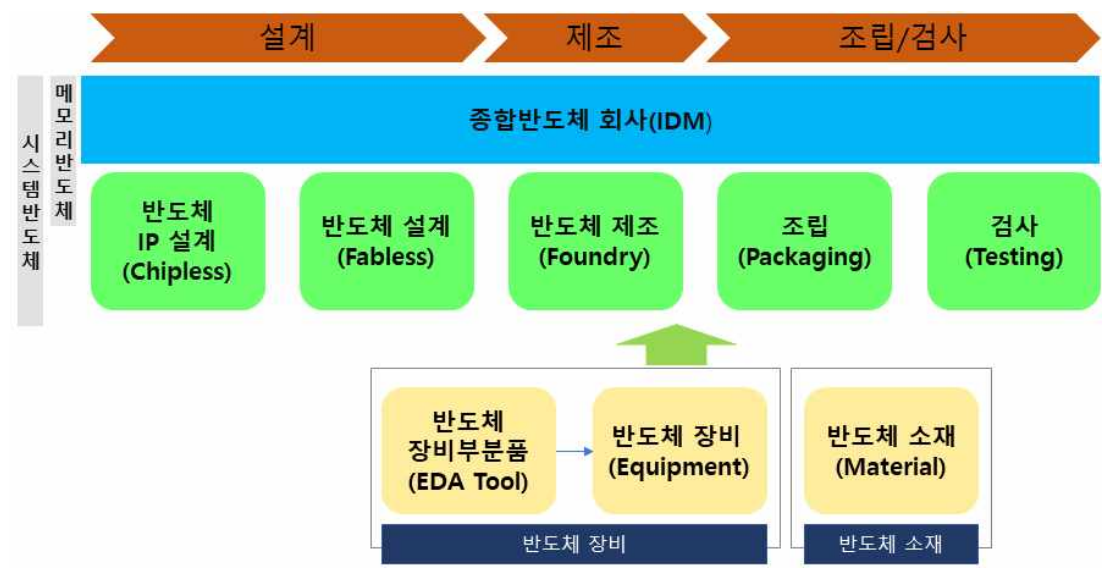 설계
제조
조립/검사
시스템반도체
메모리반도체
종합반도체 회사(IDM)
반도체
IP 설계
(Chipless)
반도체 설계
(Fabless)
반도체 제조
(Foundry)
조립
(Packaging)
검사
(Testing)
반도체
장비부분품
(EDA Tool)
반도체 장비
(Equipment)
반도체 소재
(Material)
반도체 장비
반도체 소재